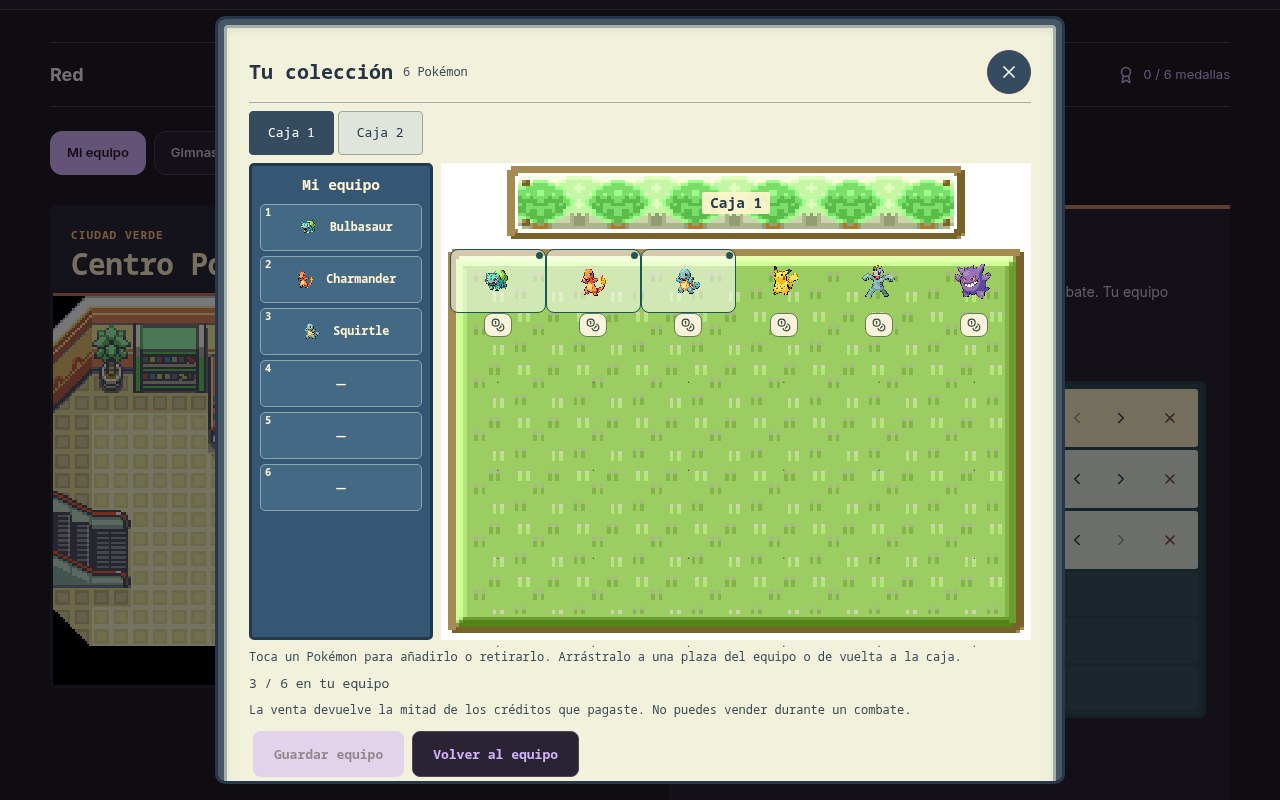 Red
0 / 6 medallas
Mi equipo
Gimnas
CIUDAD VERDE
Centro Po
bate. Tu equipo
Tu colección 6 Pokémon
Caja 1
Caja 2
Mi equipo
1 Bulbasaur
2 Charmander
3 Squirtle
4 —
5 —
6 —
Caja 1
Toca un Pokémon para añadirlo o retirarlo. Arrástralo a una plaza del equipo o de vuelta a la caja.
3 / 6 en tu equipo
La venta devuelve la mitad de los créditos que pagaste. No puedes vender durante un combate.
Guardar equipo
Volver al equipo